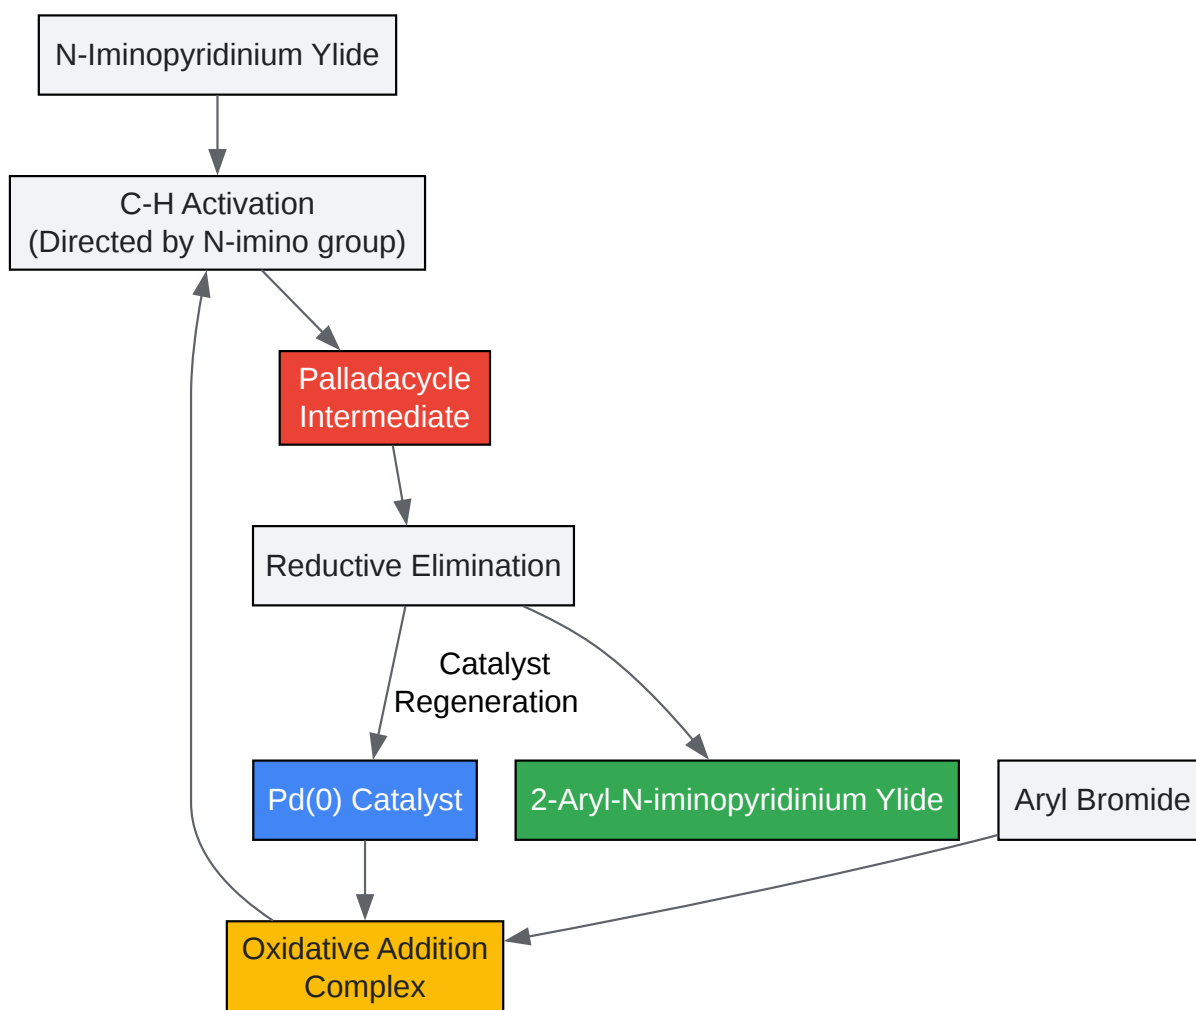 N-Iminopyridinium Ylide
C-H Activation
(Directed by N-imino group)
Palladacycle
Intermediate
Reductive Elimination
Catalyst
Regeneration
Pd(0) Catalyst
2-Aryl-N-iminopyridinium Ylide
Aryl Bromide
Oxidative Addition
Complex